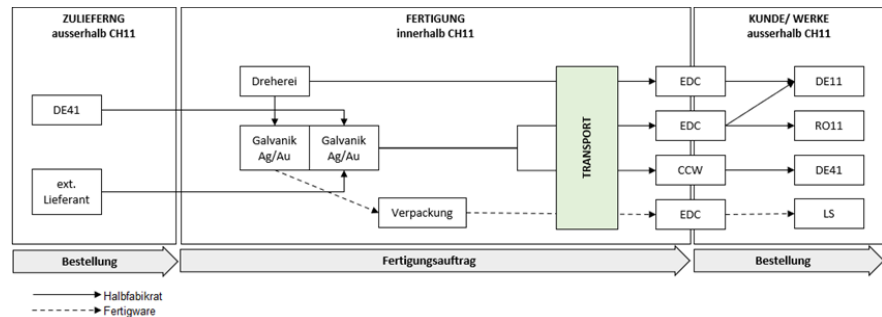 ZULIEFERNG
ausserhalb CH11
FERTIGUNG
innerhalb CH11
KUNDE/ WERKE
ausserhalb CH11
Dreherei
EDC
DE11
DE41
Galvanik
Ag/Au
Galvanik
Ag/Au
TRANSPORT
EDC
RO11
ext.
Lieferant
CCW
DE41
Verpackung
EDC
LS
Bestellung
Fertigungsauftrag
Bestellung
Halbfabikrat
Fertigware